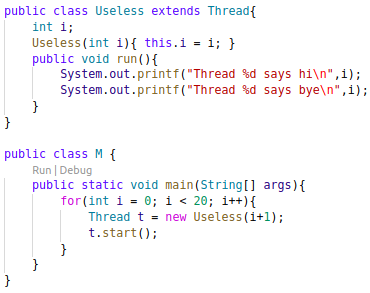 public class Useless extends Thread{
    int i;
    Useless(int i){ this.i = i; }
    public void run(){
        System.out.printf("Thread %d says hi\n",i);
        System.out.printf("Thread %d says bye\n",i);
    }
}
public class M {
    Run | Debug
    public static void main(String[] args){
        for(int i = 0; i < 20; i++){
            Thread t = new Useless(i+1);
            t.start();
        }
    }
}